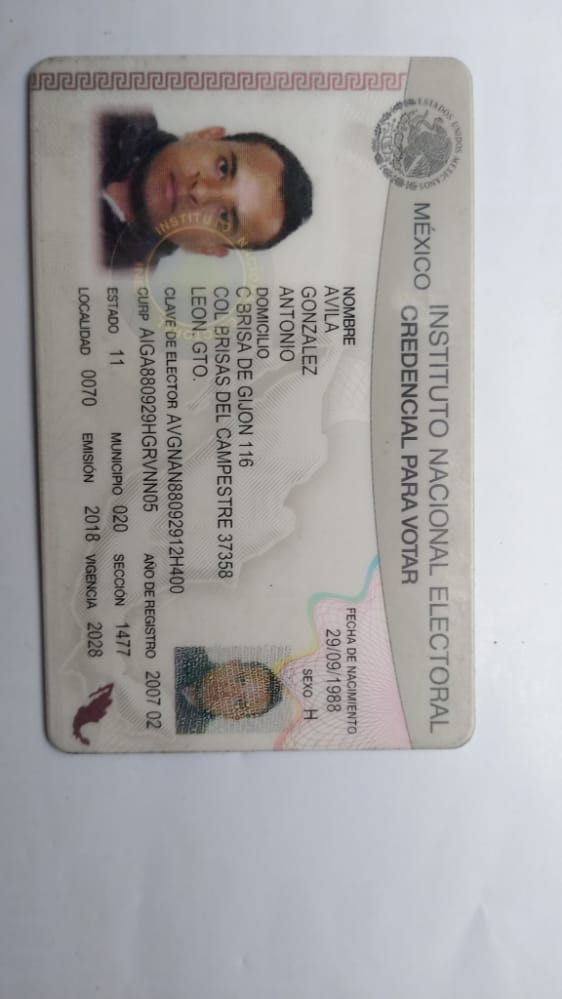 ESTADOS UNIDOS MEXICANOS
MÉXICO INSTITUTO NACIONAL ELECTORAL
CREDENCIAL PARA VOTAR
NOMBRE
AVILA
GONZALEZ
ANTONIO
FECHA DE NACIMIENTO
29/09/1988
SEXO H
DOMICILIO
C BRISA DE GIJON 116
COL BRISAS DEL CAMPESTRE 37358
LEON, GTO.
CLAVE DE ELECTOR AVGNAN88092912H400
CURP AIGA880929HGRVNN05 AÑO DE REGISTRO 2007 02
ESTADO 11 MUNICIPIO 020 SECCIÓN 1477
LOCALIDAD 0070 EMISIÓN 2018 VIGENCIA 2028